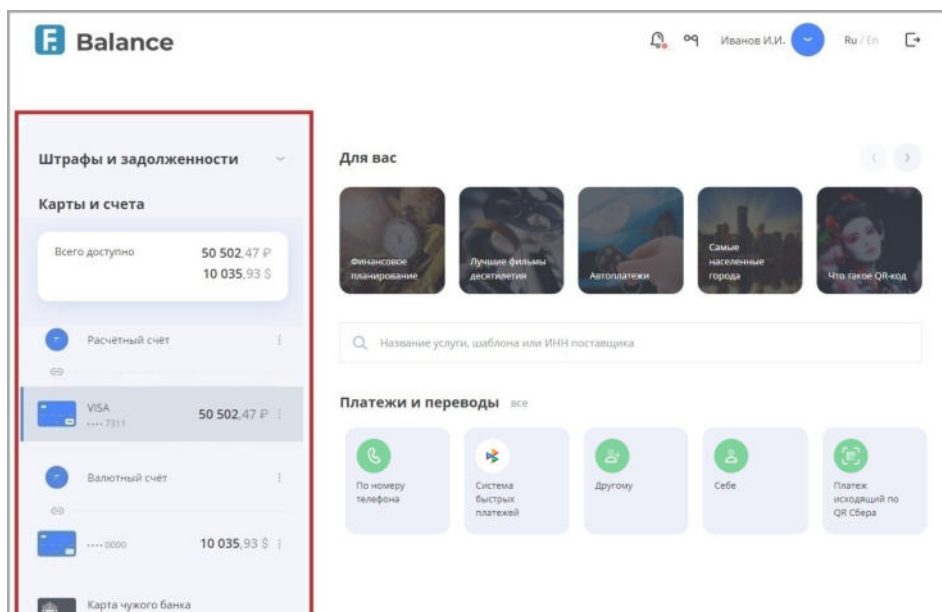 F. Balance
Иванов И.И.
Ru / En
Штрафы и задолженности
Карты и счета
Всего доступно
50 502,47 ₽
10 035,93 $
Расчётный счёт
VISA
•••• 7311
50 502,47 ₽
Валютный счёт
•••• 0000
10 035,93 $
Карта чужого банка
Для вас
Финансовое
планирование
Лучшие фильмы
десятилетия
Автоплатежи
Самые
населенные
города
Что такое QR-код
Название услуги, шаблона или ИНН поставщика
Платежи и переводы все
По номеру
телефона
Система
быстрых
платежей
Другому
Себе
Платеж
исходящий по
QR Сбера